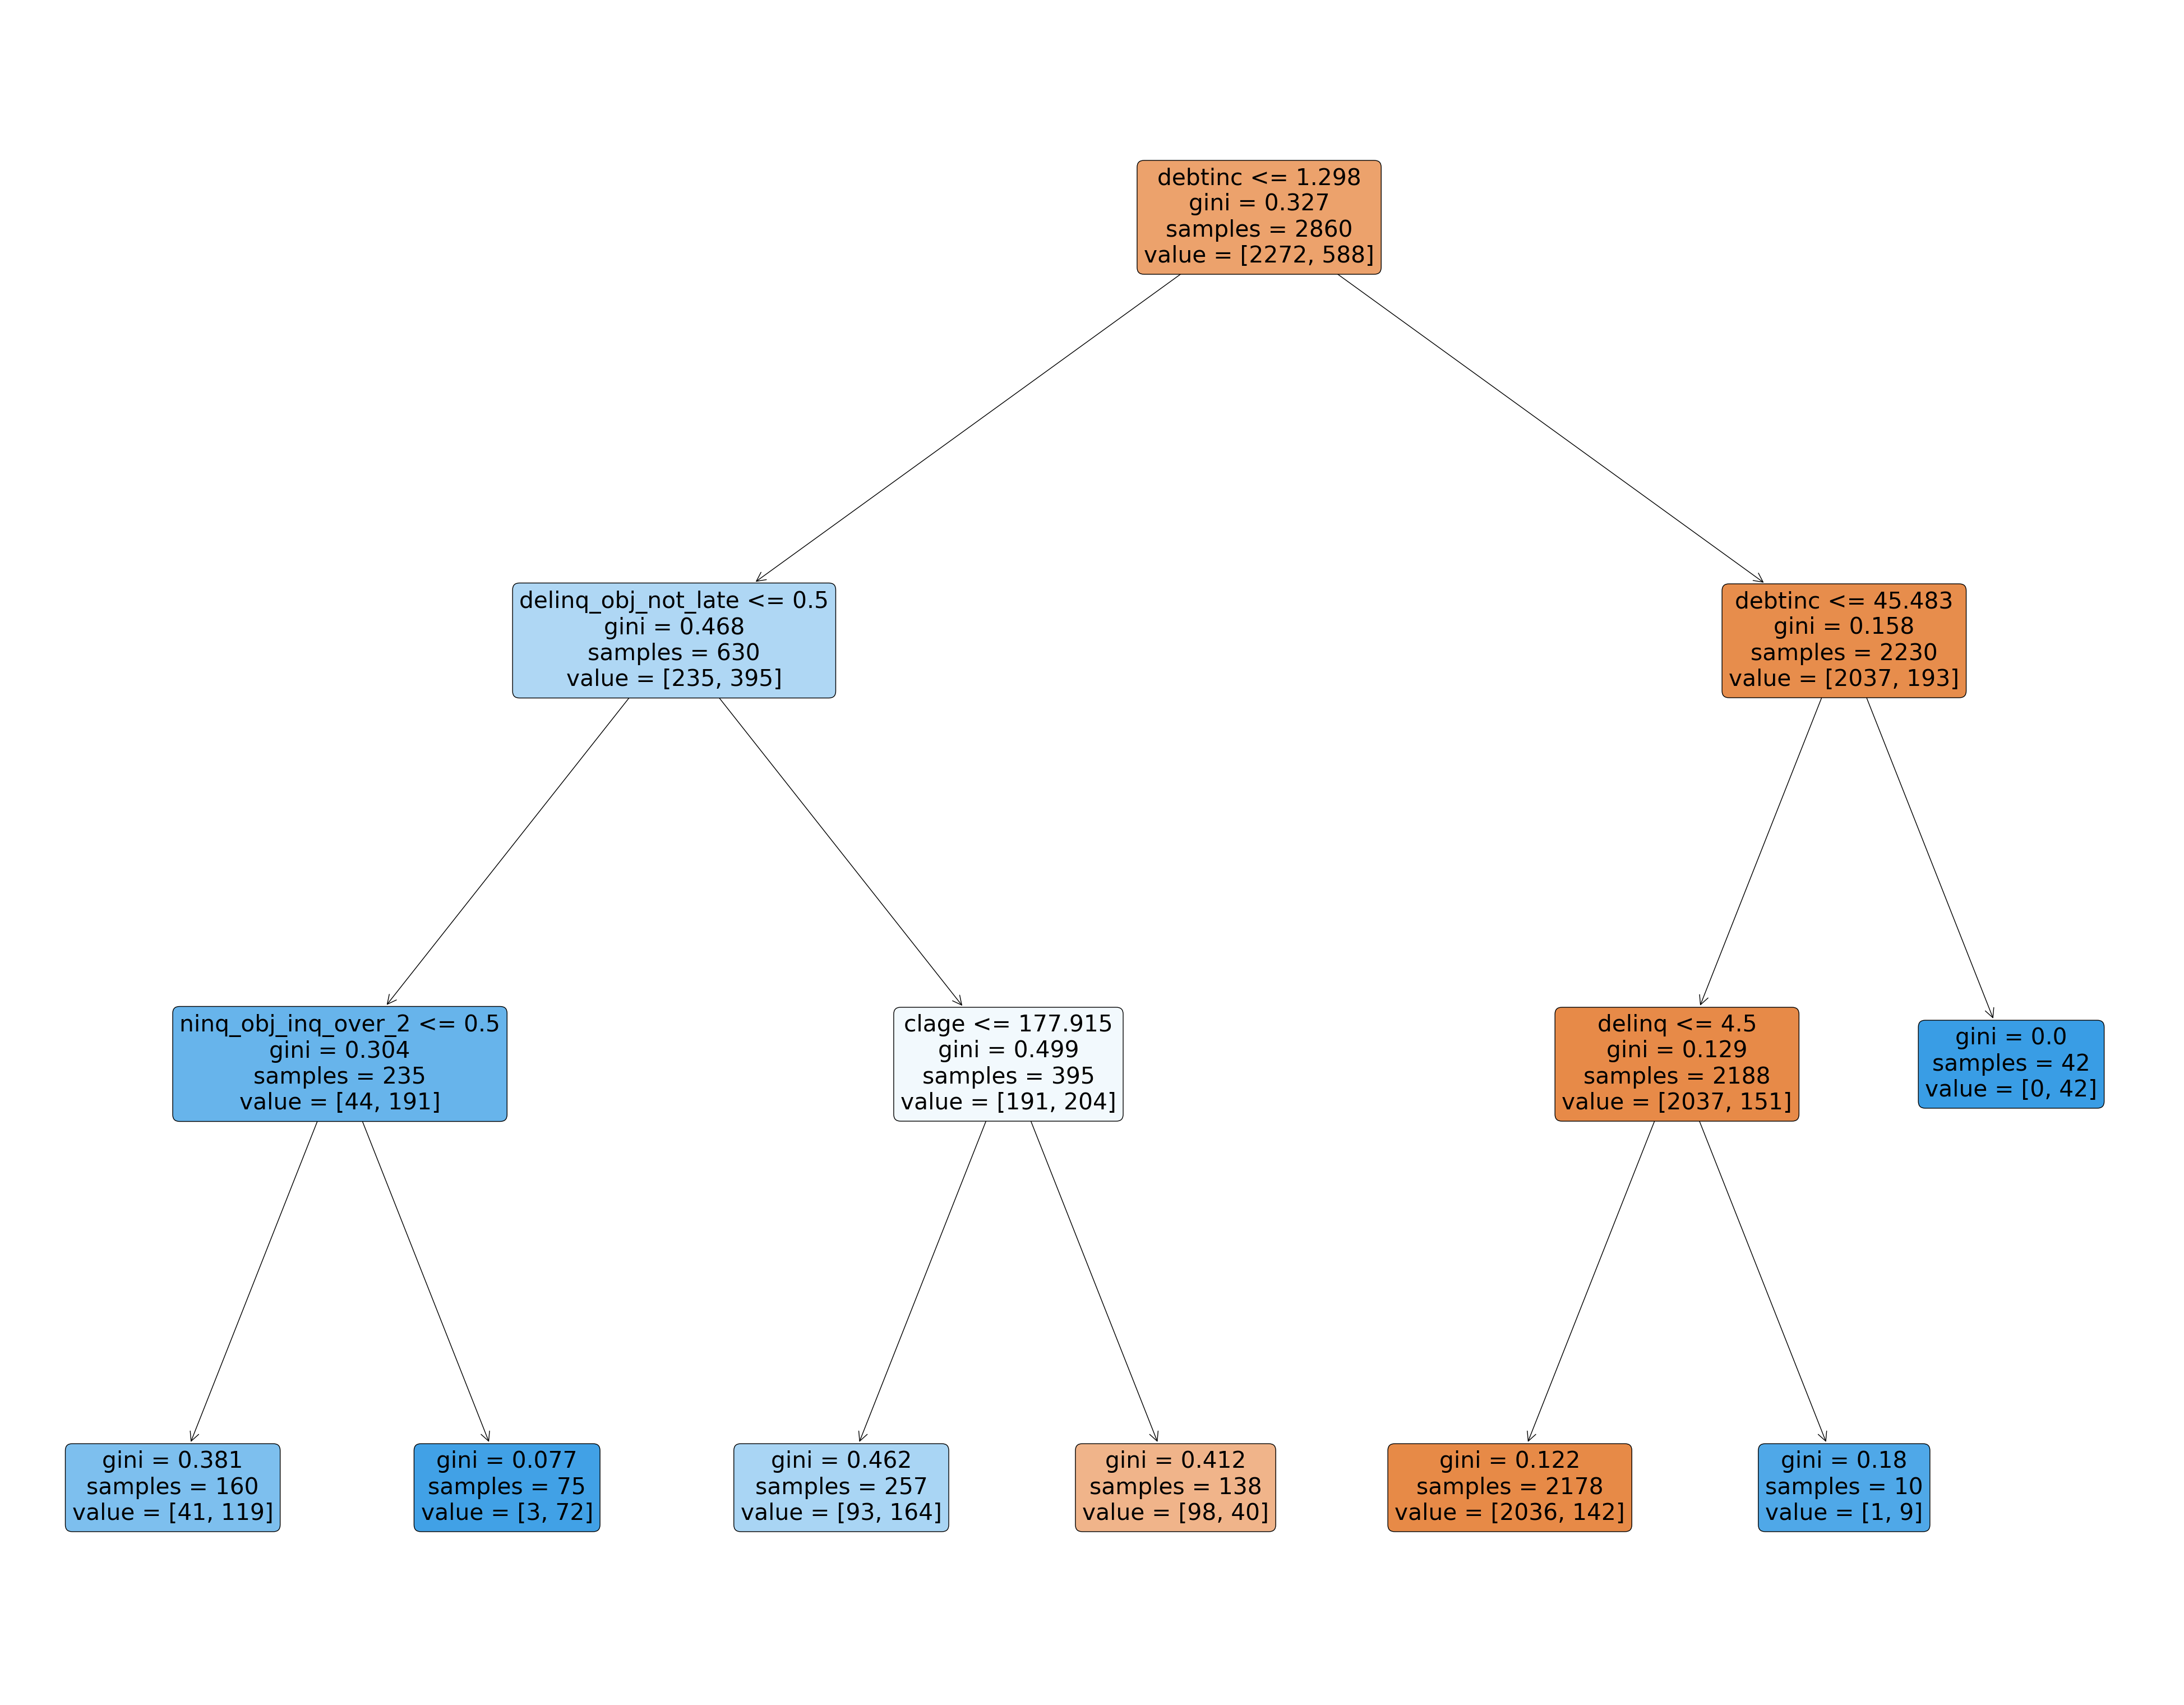 debtinc <= 1.298
gini = 0.327
samples = 2860
value = [2272, 588]
delinq_obj_not_late <= 0.5
gini = 0.468
samples = 630
value = [235, 395]
debtinc <= 45.483
gini = 0.158
samples = 2230
value = [2037, 193]
ninq_obj_inq_over_2 <= 0.5
gini = 0.304
samples = 235
value = [44, 191]
clage <= 177.915
gini = 0.499
samples = 395
value = [191, 204]
delinq <= 4.5
gini = 0.129
samples = 2188
value = [2037, 151]
gini = 0.0
samples = 42
value = [0, 42]
gini = 0.381
samples = 160
value = [41, 119]
gini = 0.077
samples = 75
value = [3, 72]
gini = 0.462
samples = 257
value = [93, 164]
gini = 0.412
samples = 138
value = [98, 40]
gini = 0.122
samples = 2178
value = [2036, 142]
gini = 0.18
samples = 10
value = [1, 9]